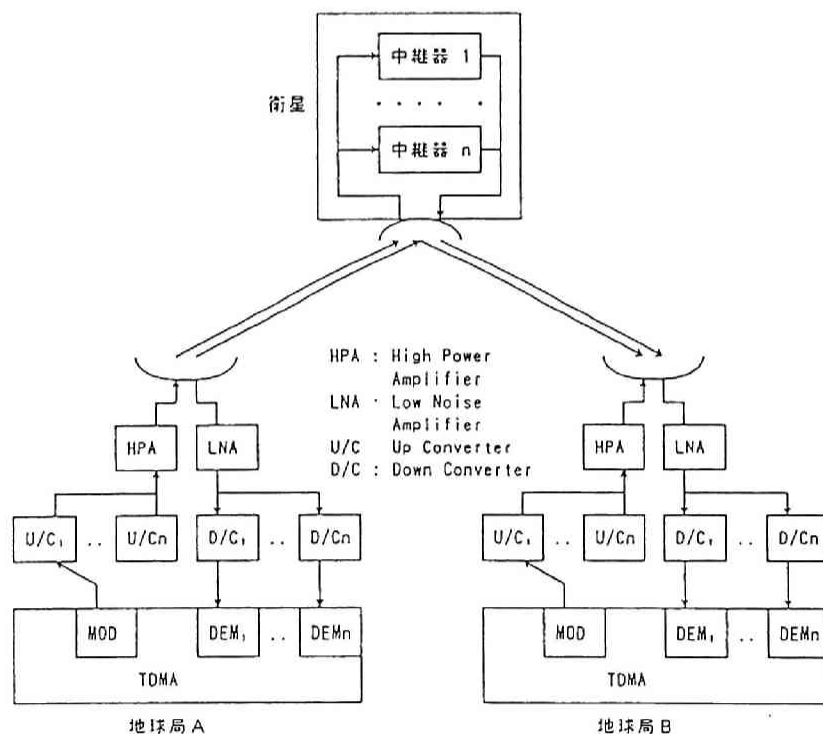 衛星
中継器 1
· · · · ·
中継器 n
HPA : High Power
Amplifier
LNA · Low Noise
Amplifier
U/C Up Converter
D/C : Down Converter
HPA
LNA
U/C₁ ‥ U/Cn
D/C₁ ‥ D/Cn
MOD
DEM₁ ‥ DEMn
TDMA
地球局A
HPA
LNA
U/C₁ ‥ U/Cn
D/C₁ ‥ D/Cn
MOD
DEM₁ ‥ DEMn
TDMA
地球局B